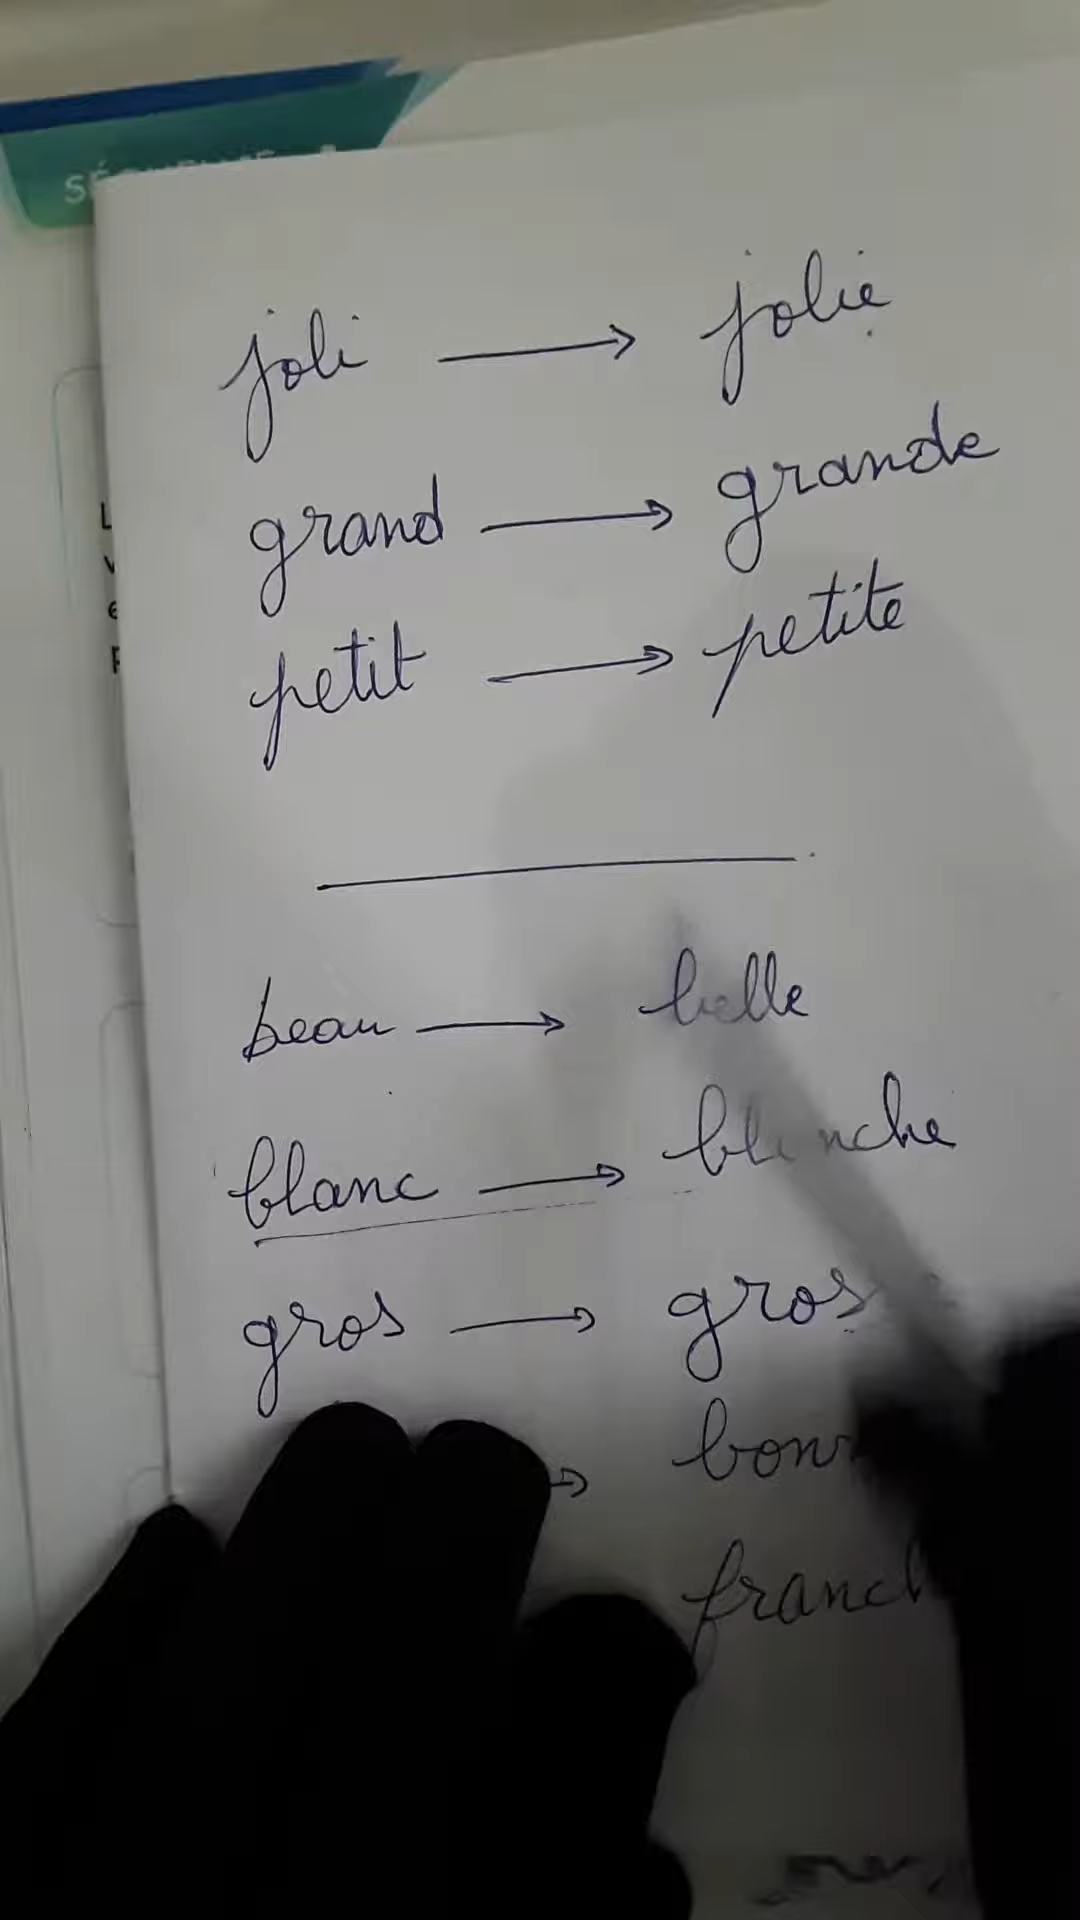 joli → jolie
grand → grande
petit → petite
beau → belle
blanc → blanche
gros → gros
→